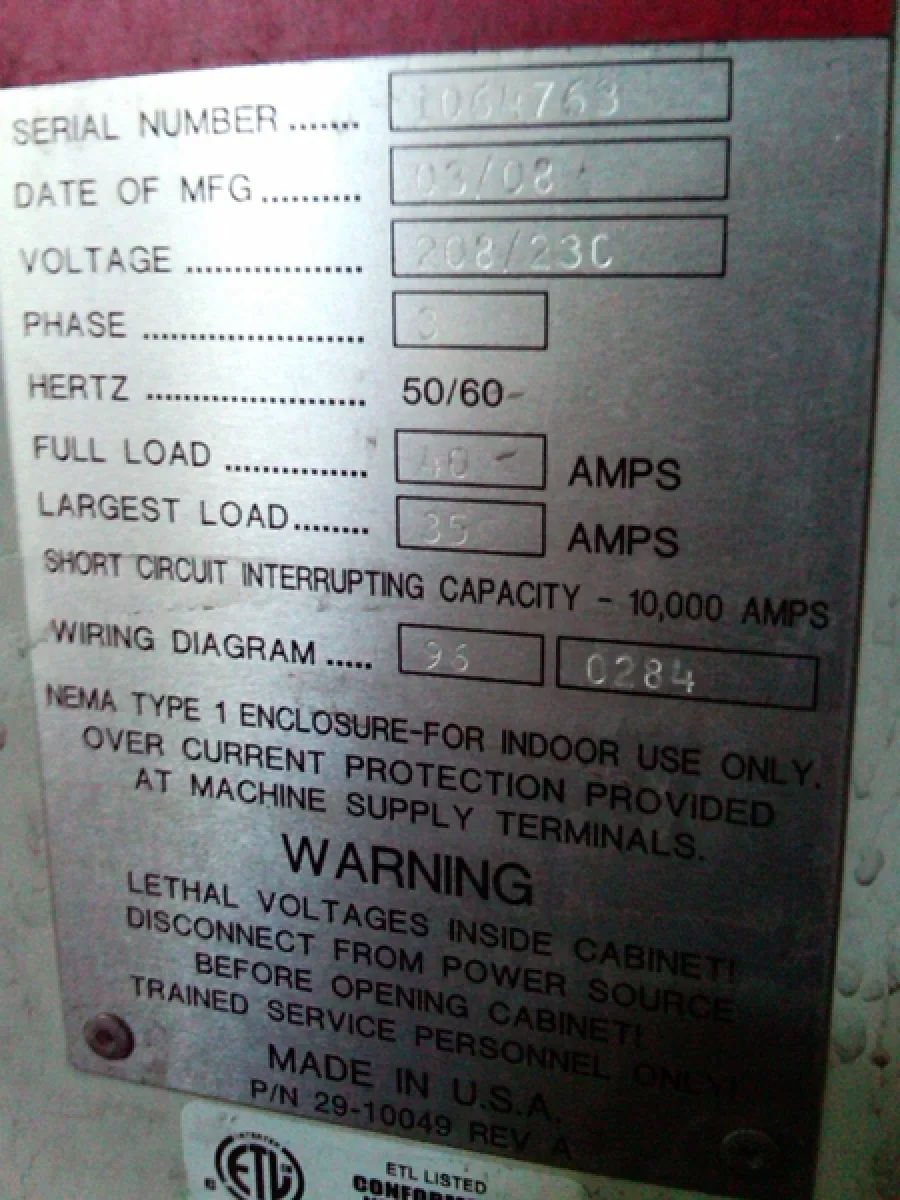 SERIAL NUMBER ....... 1064763
DATE OF MFG .......... 03/08
VOLTAGE ................. 208/230
PHASE ..................... 3
HERTZ ..................... 50/60
FULL LOAD .............. 40 AMPS
LARGEST LOAD........ 35 AMPS
SHORT CIRCUIT INTERRUPTING CAPACITY - 10,000 AMPS
WIRING DIAGRAM ..... 96 0284
NEMA TYPE 1 ENCLOSURE-FOR INDOOR USE ONLY.
OVER CURRENT PROTECTION PROVIDED
AT MACHINE SUPPLY TERMINALS.
WARNING
LETHAL VOLTAGES INSIDE CABINET!
DISCONNECT FROM POWER SOURCE
BEFORE OPENING CABINET!
TRAINED SERVICE PERSONNEL ONLY!
MADE IN U.S.A.
P/N 29-10049 REV A
ETL
ETL LISTED